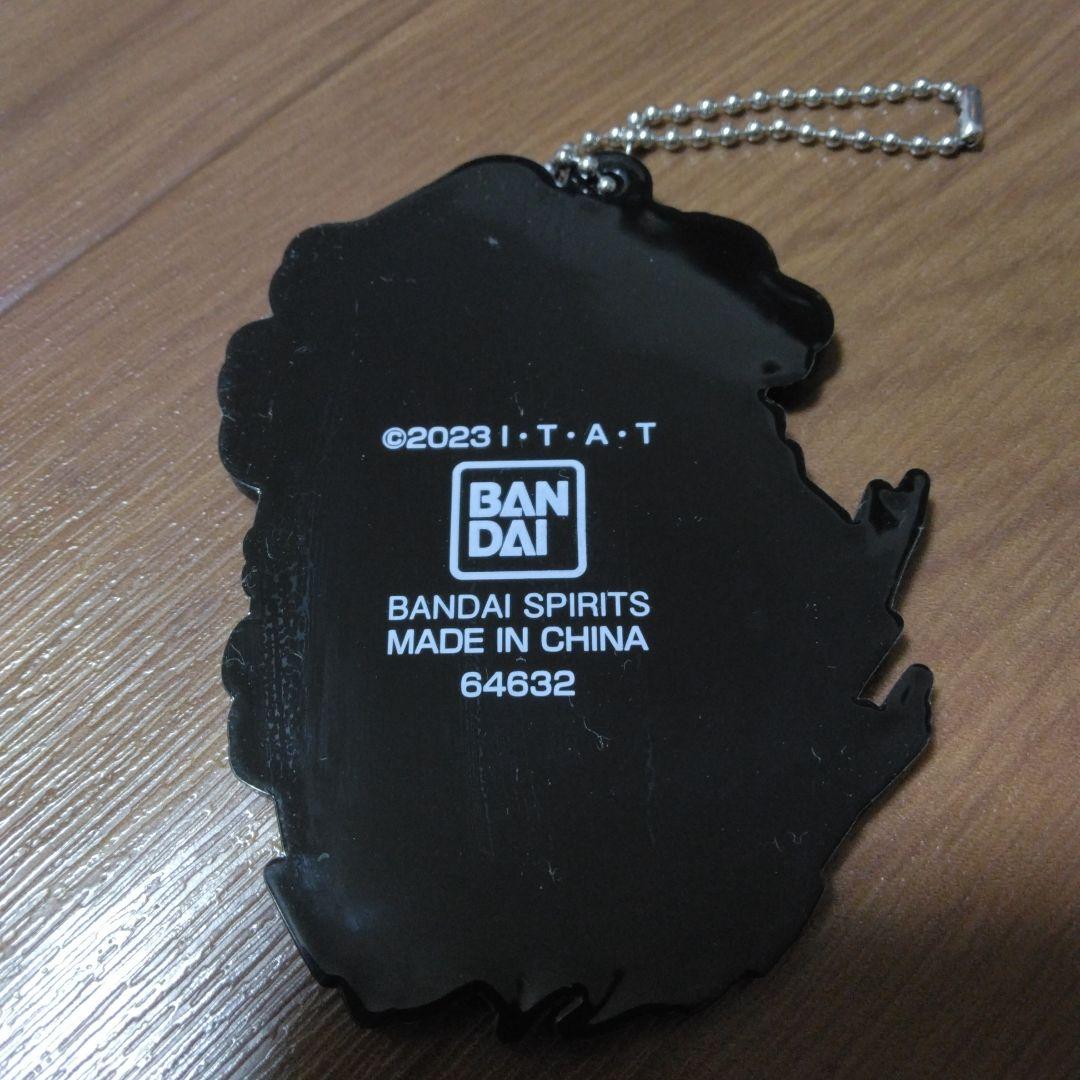 ©2023 I・T・A・T
BAN
DAI
BANDAI SPIRITS
MADE IN CHINA
64632